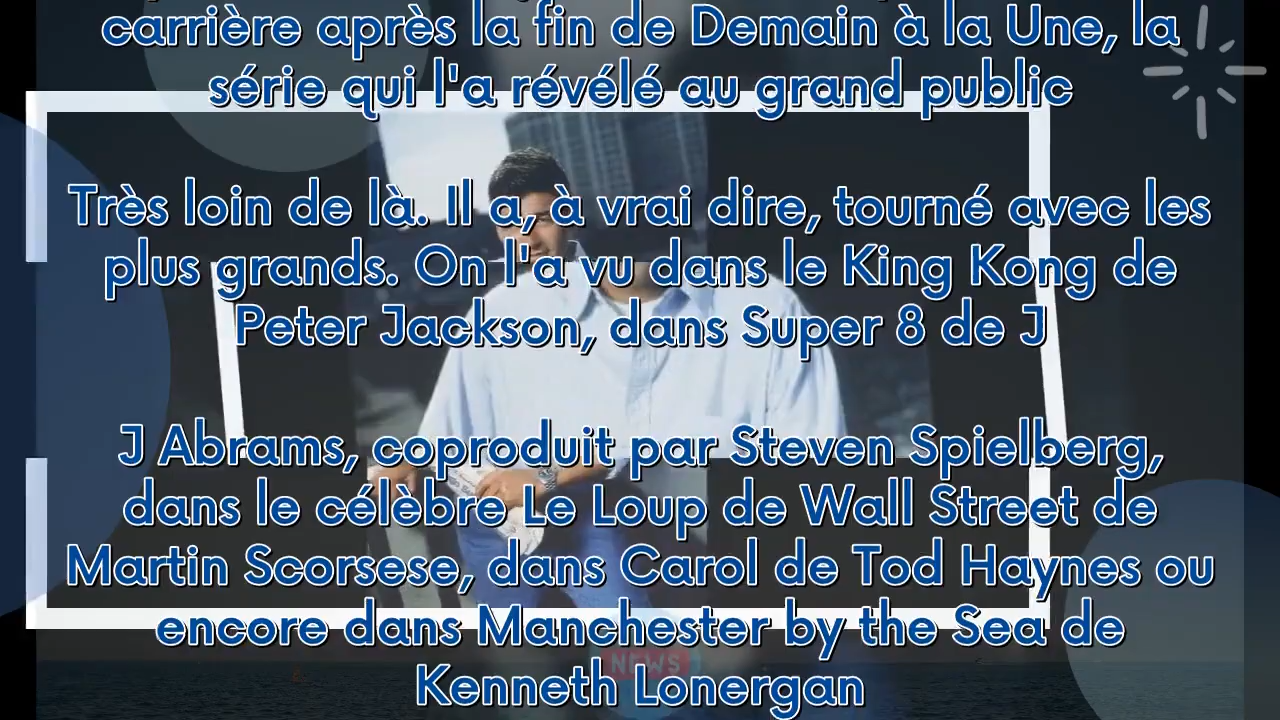 carrière après la fin de Demain à la Une, la
série qui l'a révélé au grand public
Très loin de là. Il a, à vrai dire, tourné avec les
plus grands. On l'a vu dans le King Kong de
Peter Jackson, dans Super 8 de J
J Abrams, coproduit par Steven Spielberg,
dans le célèbre Le Loup de Wall Street de
Martin Scorsese, dans Carol de Tod Haynes ou
encore dans Manchester by the Sea de
NEWS
Kenneth Lonergan